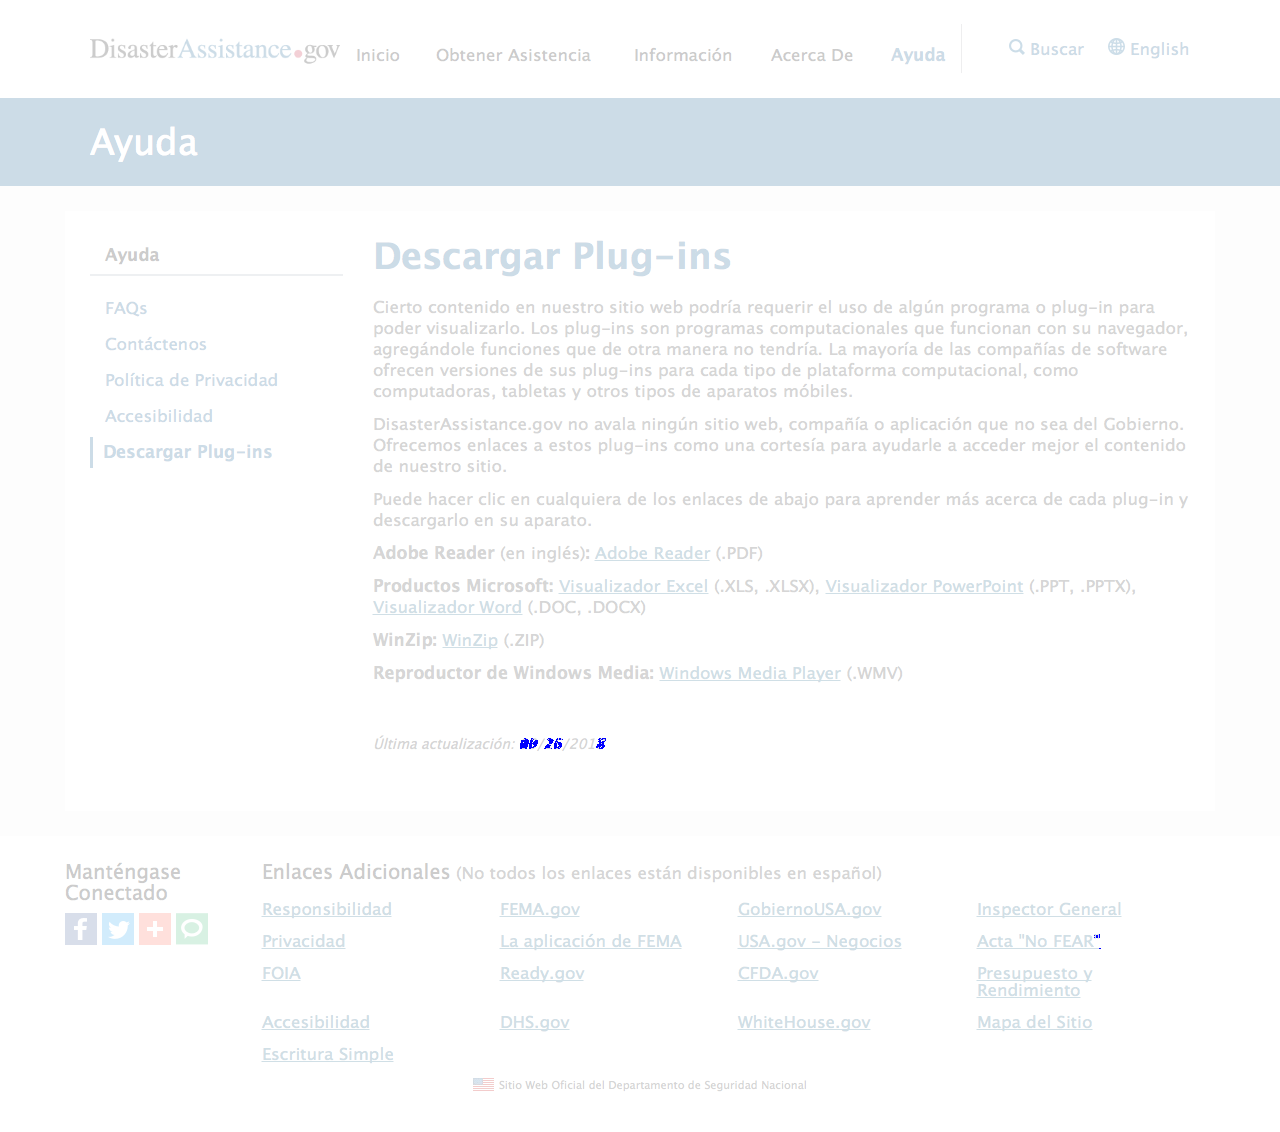 DisasterAssistance.gov Inicio Obtener Asistencia Información Acerca De Ayuda Buscar English
Ayuda
Ayuda
FAQs
Contáctenos
Política de Privacidad
Accesibilidad
Descargar Plug-ins
Descargar Plug-ins
Cierto contenido en nuestro sitio web podría requerir el uso de algún programa o plug-in para
poder visualizarlo. Los plug-ins son programas computacionales que funcionan con su navegador,
agregándole funciones que de otra manera no tendría. La mayoría de las compañías de software
ofrecen versiones de sus plug-ins para cada tipo de plataforma computacional, como
computadoras, tabletas y otros tipos de aparatos móbiles.
DisasterAssistance.gov no avala ningún sitio web, compañía o aplicación que no sea del Gobierno.
Ofrecemos enlaces a estos plug-ins como una cortesía para ayudarle a acceder mejor el contenido
de nuestro sitio.
Puede hacer clic en cualquiera de los enlaces de abajo para aprender más acerca de cada plug-in y
descargarlo en su aparato.
Adobe Reader (en inglés): Adobe Reader (.PDF)
Productos Microsoft: Visualizador Excel (.XLS, .XLSX), Visualizador PowerPoint (.PPT, .PPTX),
Visualizador Word (.DOC, .DOCX)
WinZip: WinZip (.ZIP)
Reproductor de Windows Media: Windows Media Player (.WMV)
Última actualización:
Manténgase
Conectado
Enlaces Adicionales (No todos los enlaces están disponibles en español)
Responsibilidad FEMA.gov GobiernoUSA.gov Inspector General
Privacidad La aplicación de FEMA USA.gov - Negocios Acta "No FEAR"
FOIA Ready.gov CFDA.gov Presupuesto y
Rendimiento
Accesibilidad DHS.gov WhiteHouse.gov Mapa del Sitio
Escritura Simple
Sitio Web Oficial del Departamento de Seguridad Nacional